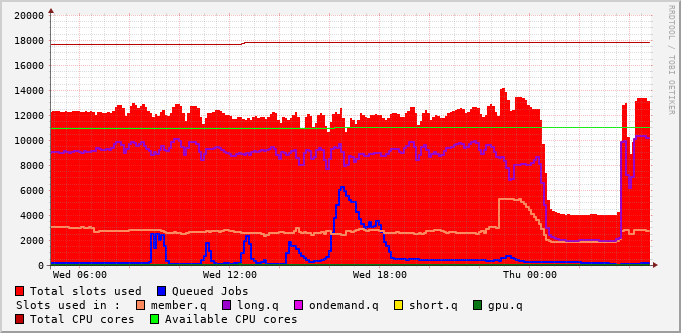 20000
18000
16000
14000
12000
10000
8000
6000
4000
2000
0
Wed 06:00 Wed 12:00 Wed 18:00 Thu 00:00
Total slots used Queued Jobs
Slots used in : member.q long.q ondemand.q short.q gpu.q
Total CPU cores Available CPU cores
RRDTOOL / TOBI OETIKER